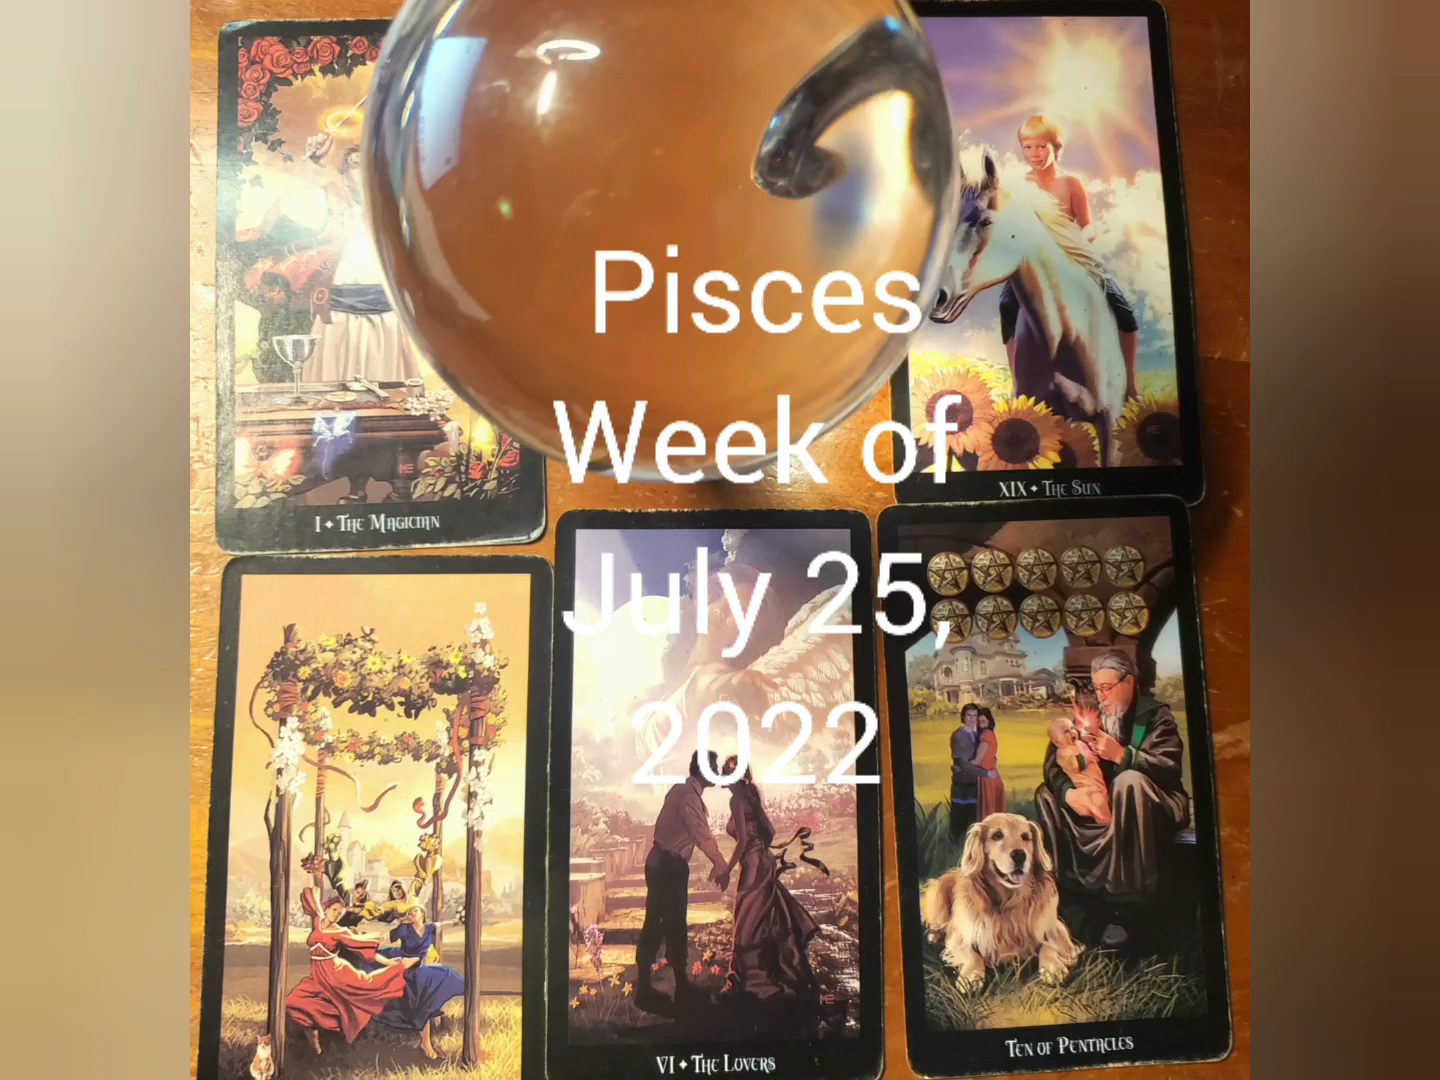 Pisces
Week of
July 25,
2022
I ✦ The Magician
XIX ✦ The Sun
VI ✦ The Lovers
Ten of Pentacles